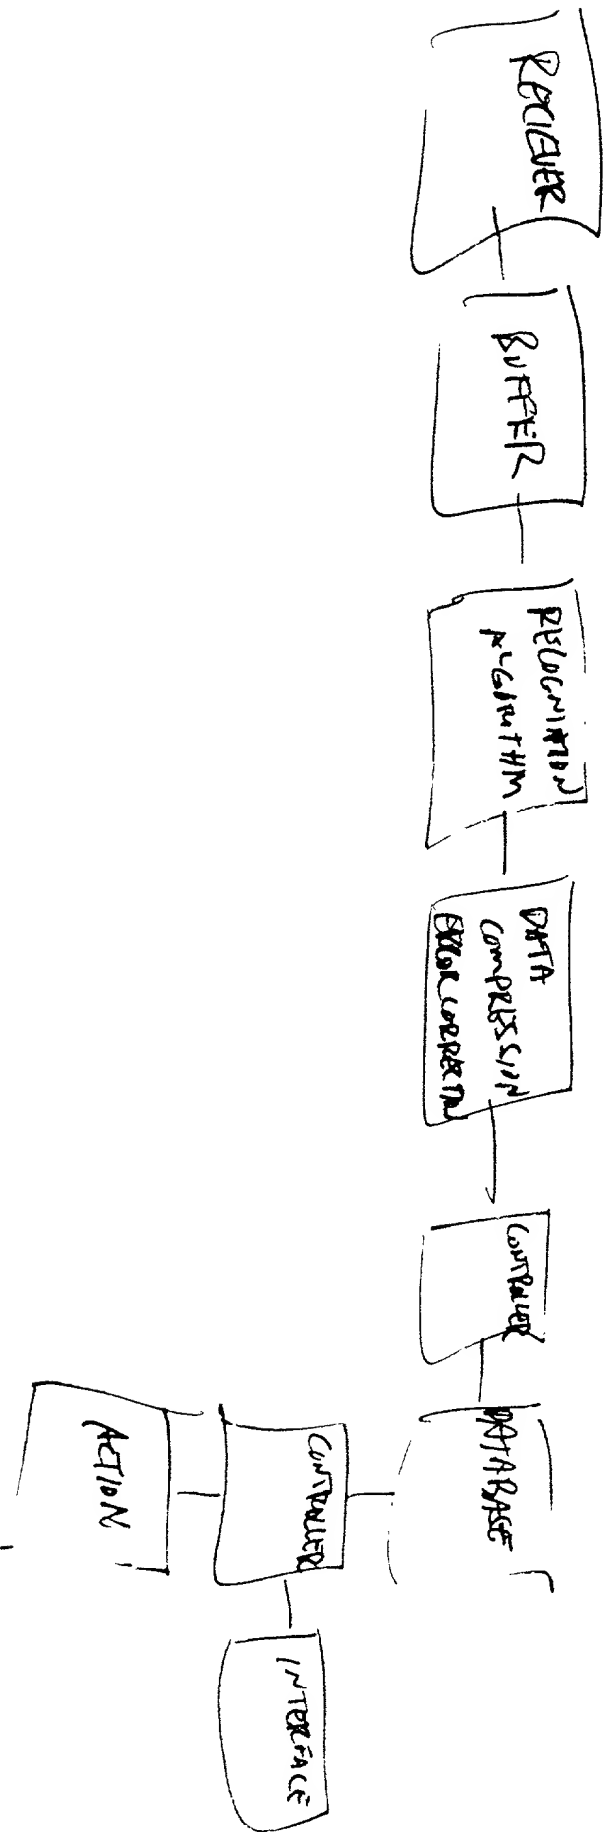 RECIEVER
BUFFER
RECOGNITION
ALGORITHM
DATA
COMPRESSION
ERROR CORRECTION
CONTROLLER
DATABASE
CONTROLLER
ACTION
INTERFACE